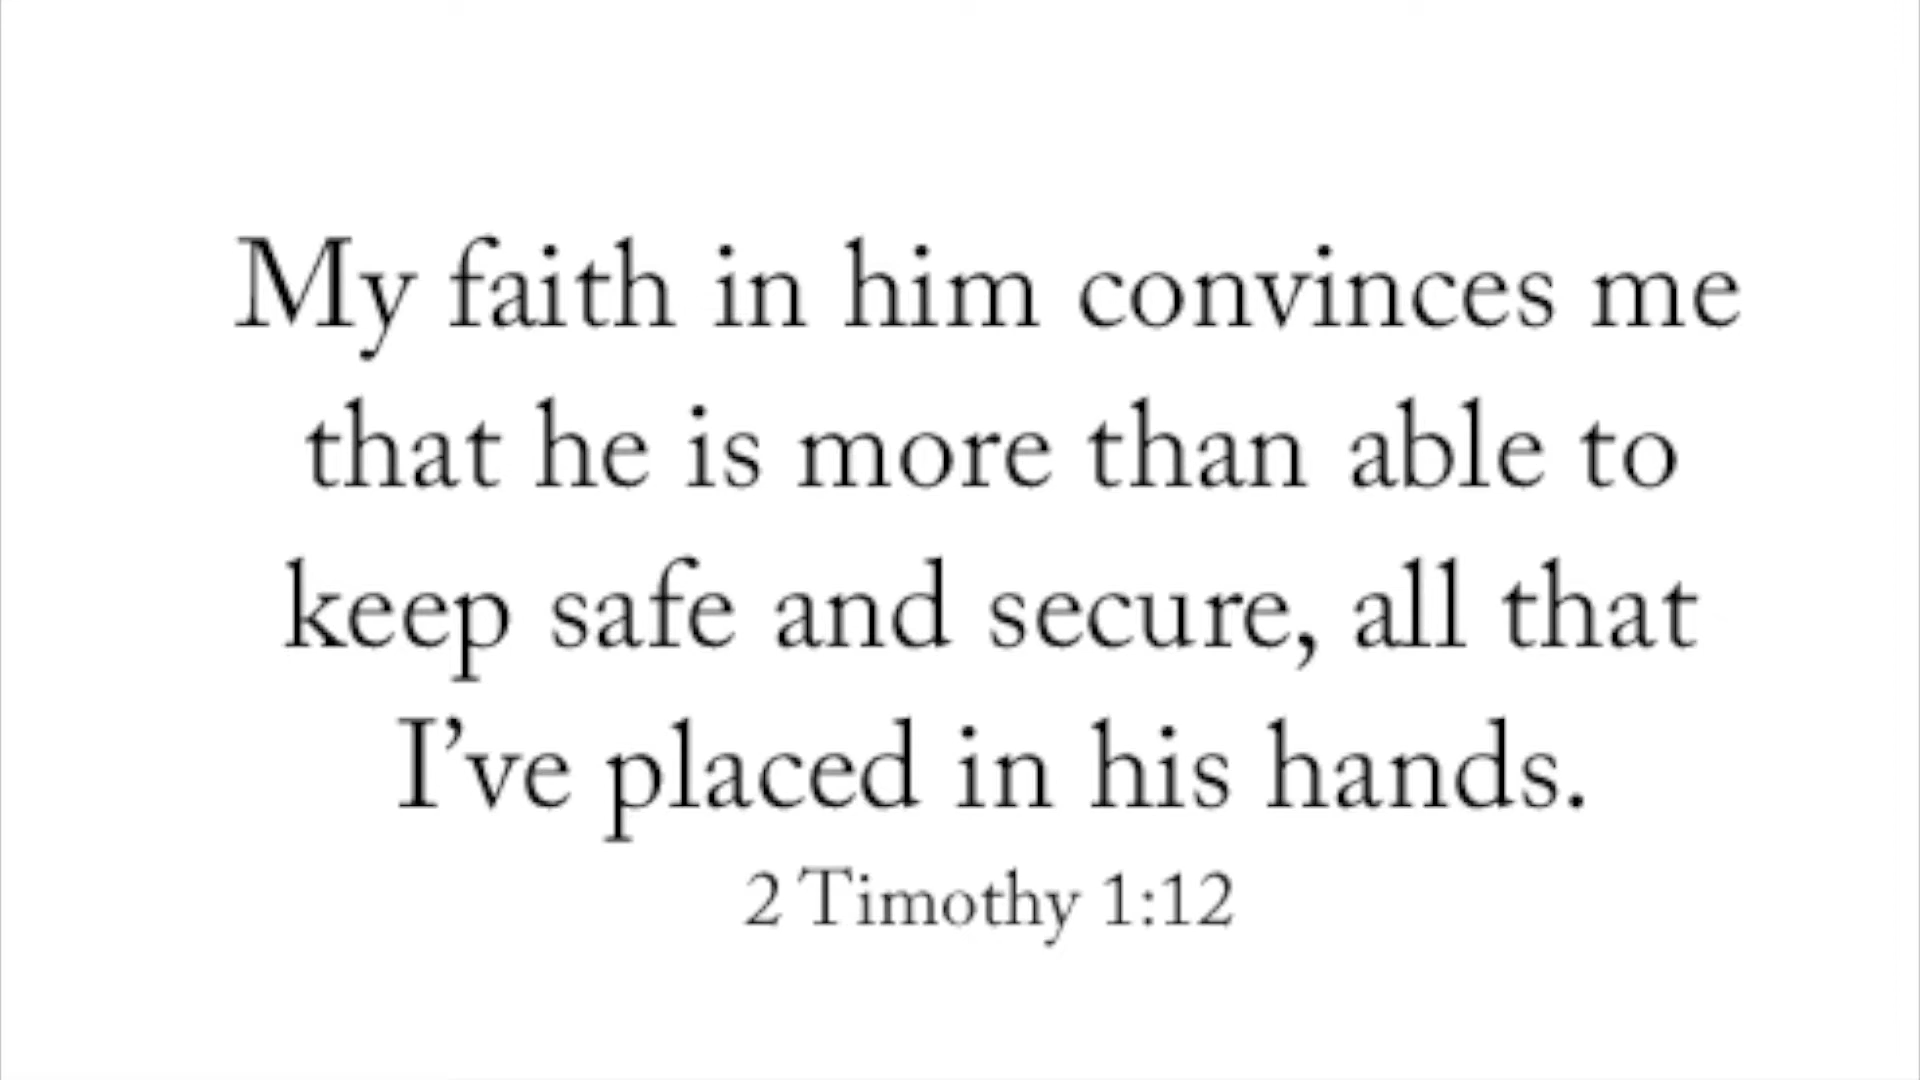 My faith in him convinces me
that he is more than able to
keep safe and secure, all that
I’ve placed in his hands.
2 Timothy 1:12